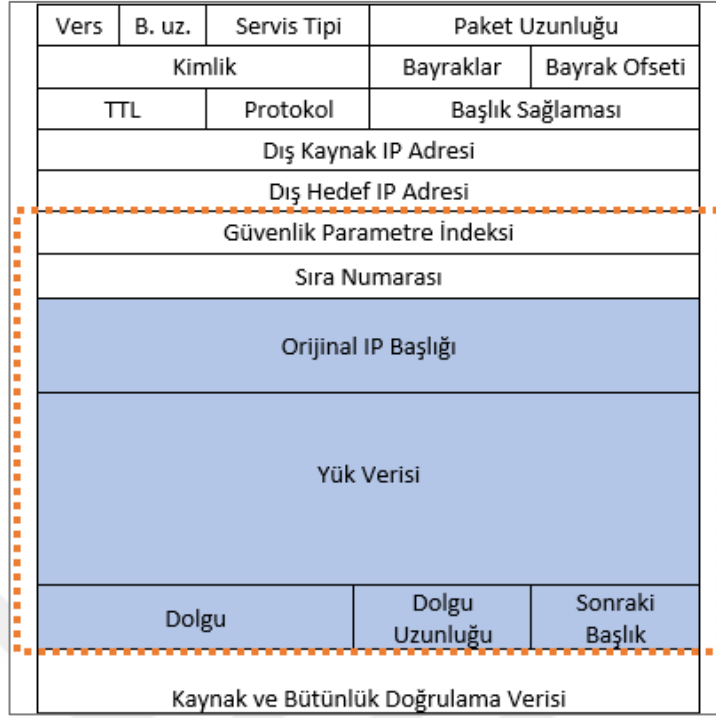 Vers B. uz. Servis Tipi Paket Uzunluğu
Kimlik Bayraklar Bayrak Ofseti
TTL Protokol Başlık Sağlaması
Dış Kaynak IP Adresi
Dış Hedef IP Adresi
Güvenlik Parametre İndeksi
Sıra Numarası
Orijinal IP Başlığı
Yük Verisi
Dolgu Dolgu Uzunluğu Sonraki Başlık
Kaynak ve Bütünlük Doğrulama Verisi